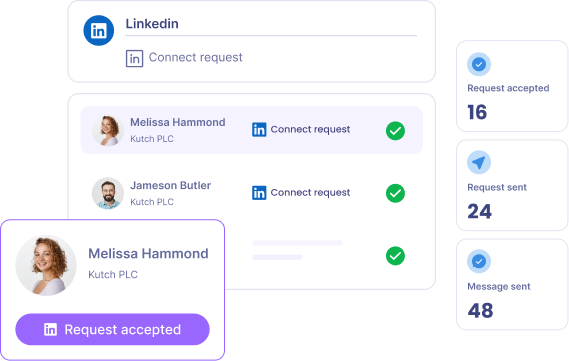 Linkedin
Connect request
Melissa Hammond
Kutch PLC
Connect request
Jameson Butler
Kutch PLC
Connect request
Melissa Hammond
Kutch PLC
Request accepted
Request accepted
16
Request sent
24
Message sent
48